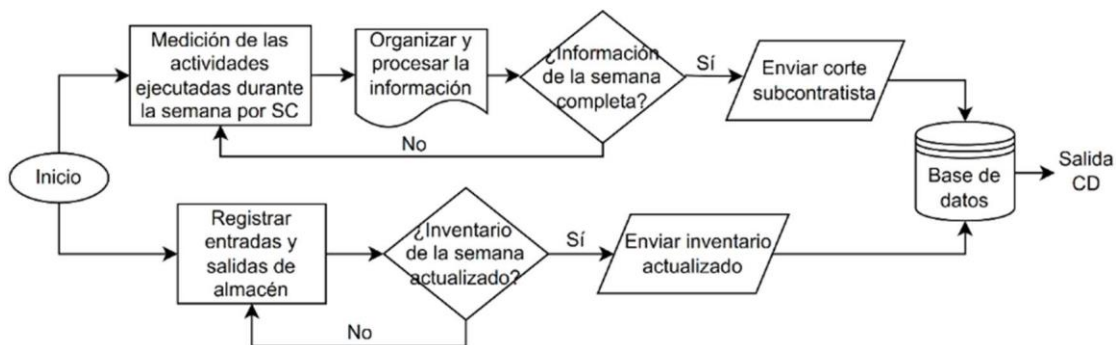 Medición de las
actividades
ejecutadas durante
la semana por SC
Organizar y
procesar la
información
¿Información
de la semana
completa?
Sí
Enviar corte
subcontratista
No
Inicio
Base de
datos
Salida
CD
Registrar
entradas y
salidas de
almacén
¿Inventario
de la semana
actualizado?
Sí
Enviar inventario
actualizado
No